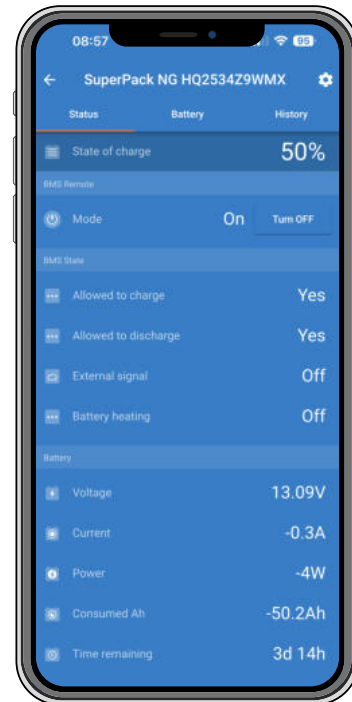 08:57 95
SuperPack NG HQ2534Z9WMX
Status Battery History
State of charge 50%
BMS Remote
Mode On Turn OFF
BMS State
Allowed to charge Yes
Allowed to discharge Yes
External signal Off
Battery heating Off
Battery
Voltage 13.09V
Current -0.3A
Power -4W
Consumed Ah -50.2Ah
Time remaining 3d 14h